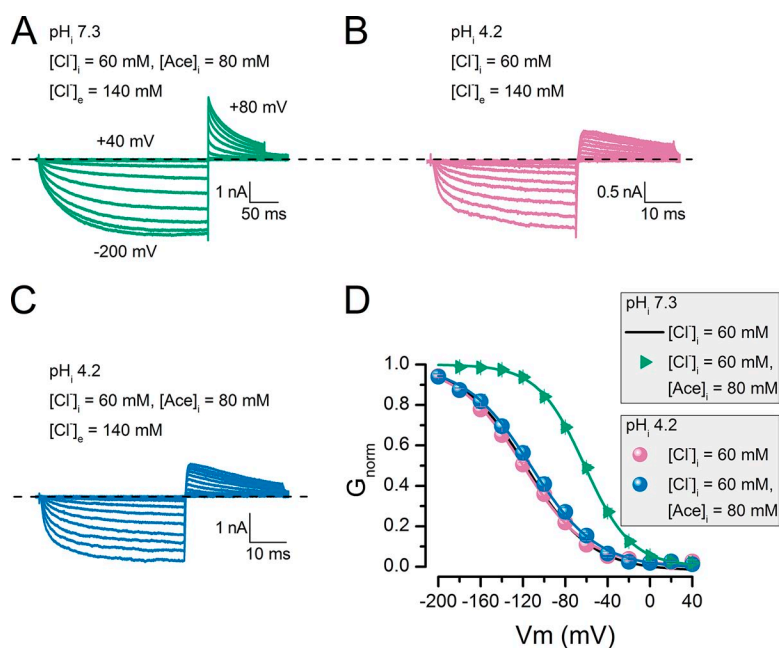 A
pHi 7.3
[Cl-]i = 60 mM, [Ace]i = 80 mM
[Cl-]e = 140 mM
+80 mV
+40 mV
1 nA
50 ms
-200 mV
B
pHi 4.2
[Cl-]i = 60 mM
[Cl-]e = 140 mM
0.5 nA
10 ms
C
pHi 4.2
[Cl-]i = 60 mM, [Ace]i = 80 mM
[Cl-]e = 140 mM
1 nA
10 ms
D
pHi 7.3
[Cl-]i = 60 mM
[Cl-]i = 60 mM,
[Ace]i = 80 mM
pHi 4.2
[Cl-]i = 60 mM
[Cl-]i = 60 mM,
[Ace]i = 80 mM
1.0
0.8
0.6
0.4
0.2
0.0
Gnorm
-200 -160 -120 -80 -40 0 40
Vm (mV)